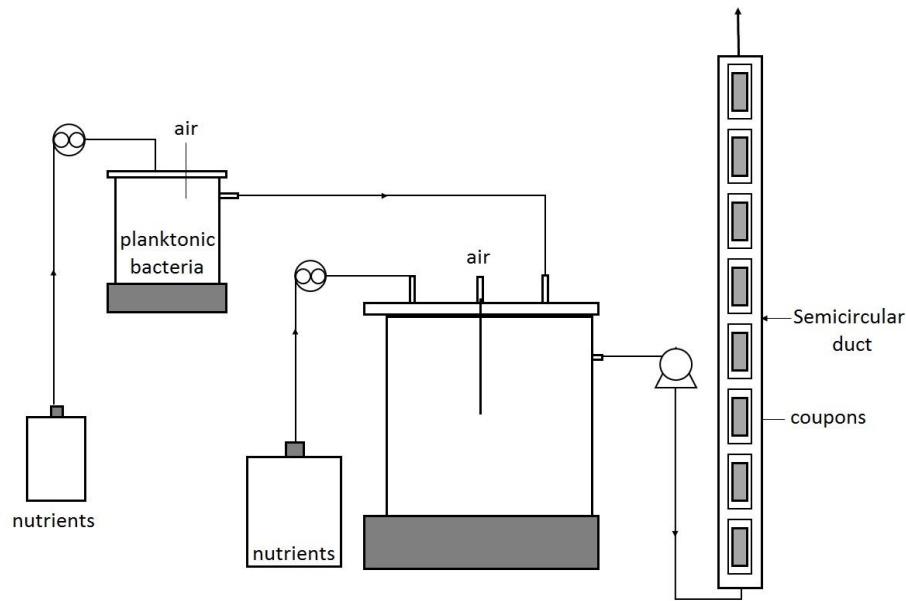 air
planktonic
bacteria
air
Semicircular
duct
coupons
nutrients
nutrients